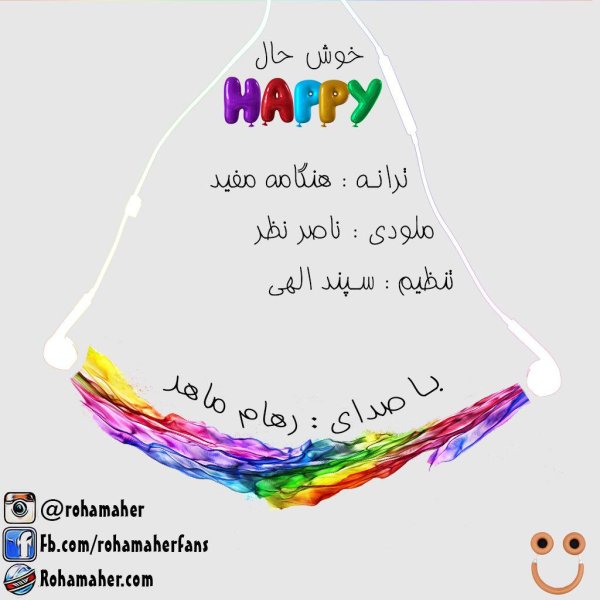 خوش حال
HAPPY
ترانه : هنگامه مفید
ملودی : ناصر نظر
تنظیم : سپند الهی
با صدای : رهام ماهر
@rohamaher
Fb.com/rohamaherfans
Rohamaher.com